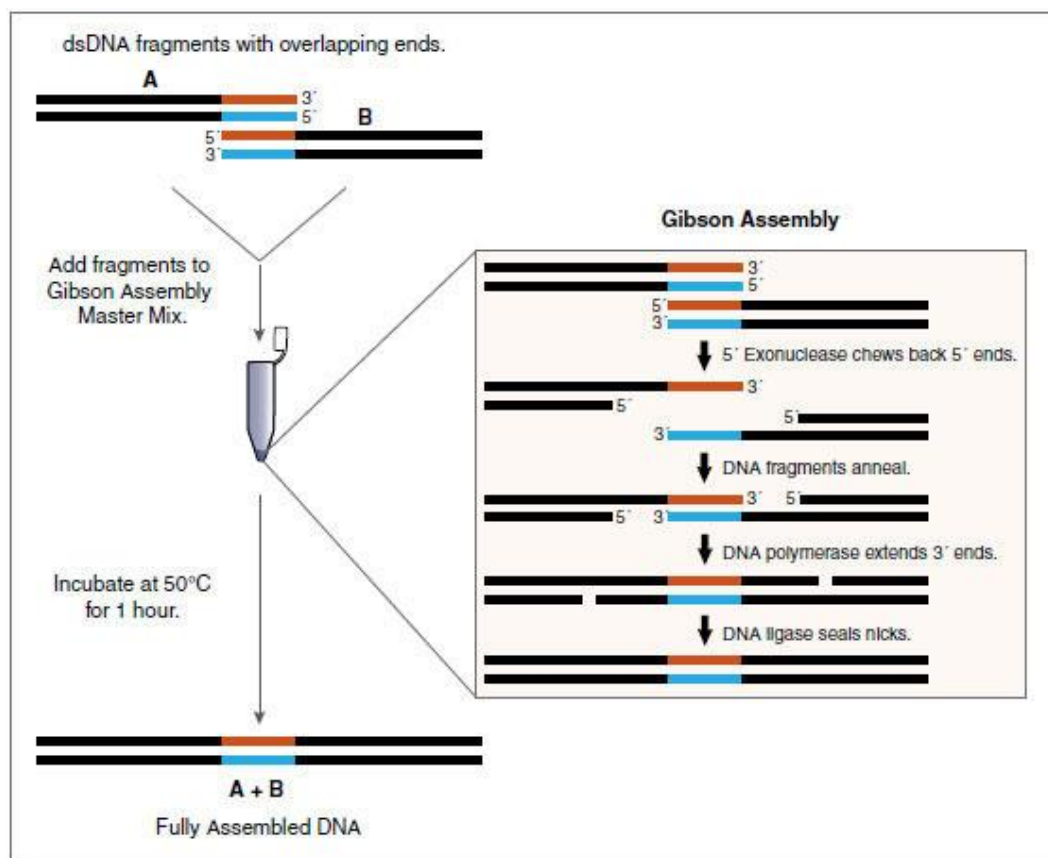 dsDNA fragments with overlapping ends.
A
3´
5´
B
5´
3´
Add fragments to
Gibson Assembly
Master Mix.
Incubate at 50°C
for 1 hour.
A + B
Fully Assembled DNA
Gibson Assembly
3´
5´
5´
3´
5´ Exonuclease chews back 5´ ends.
3´
5´
5´
3´
DNA fragments anneal.
3´ 5´
5´ 3´
DNA polymerase extends 3´ ends.
DNA ligase seals nicks.